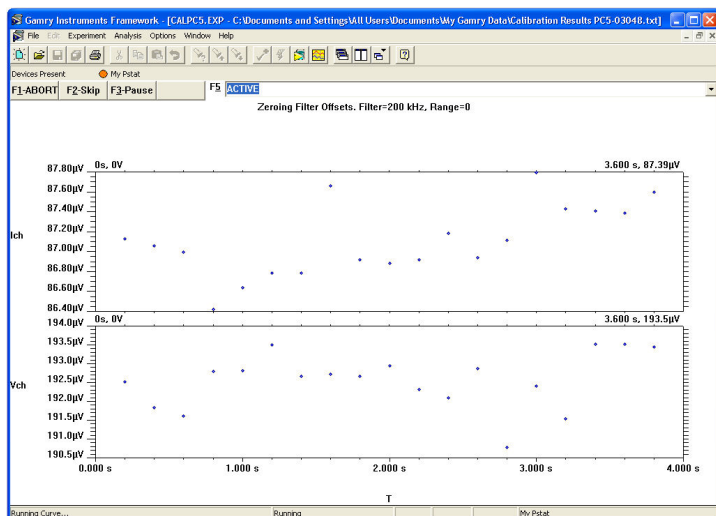 Gamry Instruments Framework - [CALPC5.EXP - C:\Documents and Settings\All Users\Documents\My Gamry Data\Calibration Results PC5-03048.txt]
File Edit Experiment Analysis Options Window Help
Devices Present My Pstat
F1-ABORT F2-Skip F3-Pause F5 ACTIVE
Zeroing Filter Offsets. Filter=200 kHz, Range=0
0s, 0V 3.600 s, 87.39µV
87.80µV
87.60µV
87.40µV
87.20µV
87.00µV
86.80µV
86.60µV
86.40µV
Ich
0s, 0V 3.600 s, 193.5µV
194.0µV
193.5µV
193.0µV
192.5µV
192.0µV
191.5µV
191.0µV
190.5µV
Vch
0.000 s 1.000 s 2.000 s 3.000 s 4.000 s
T
Running Curve... Running My Pstat